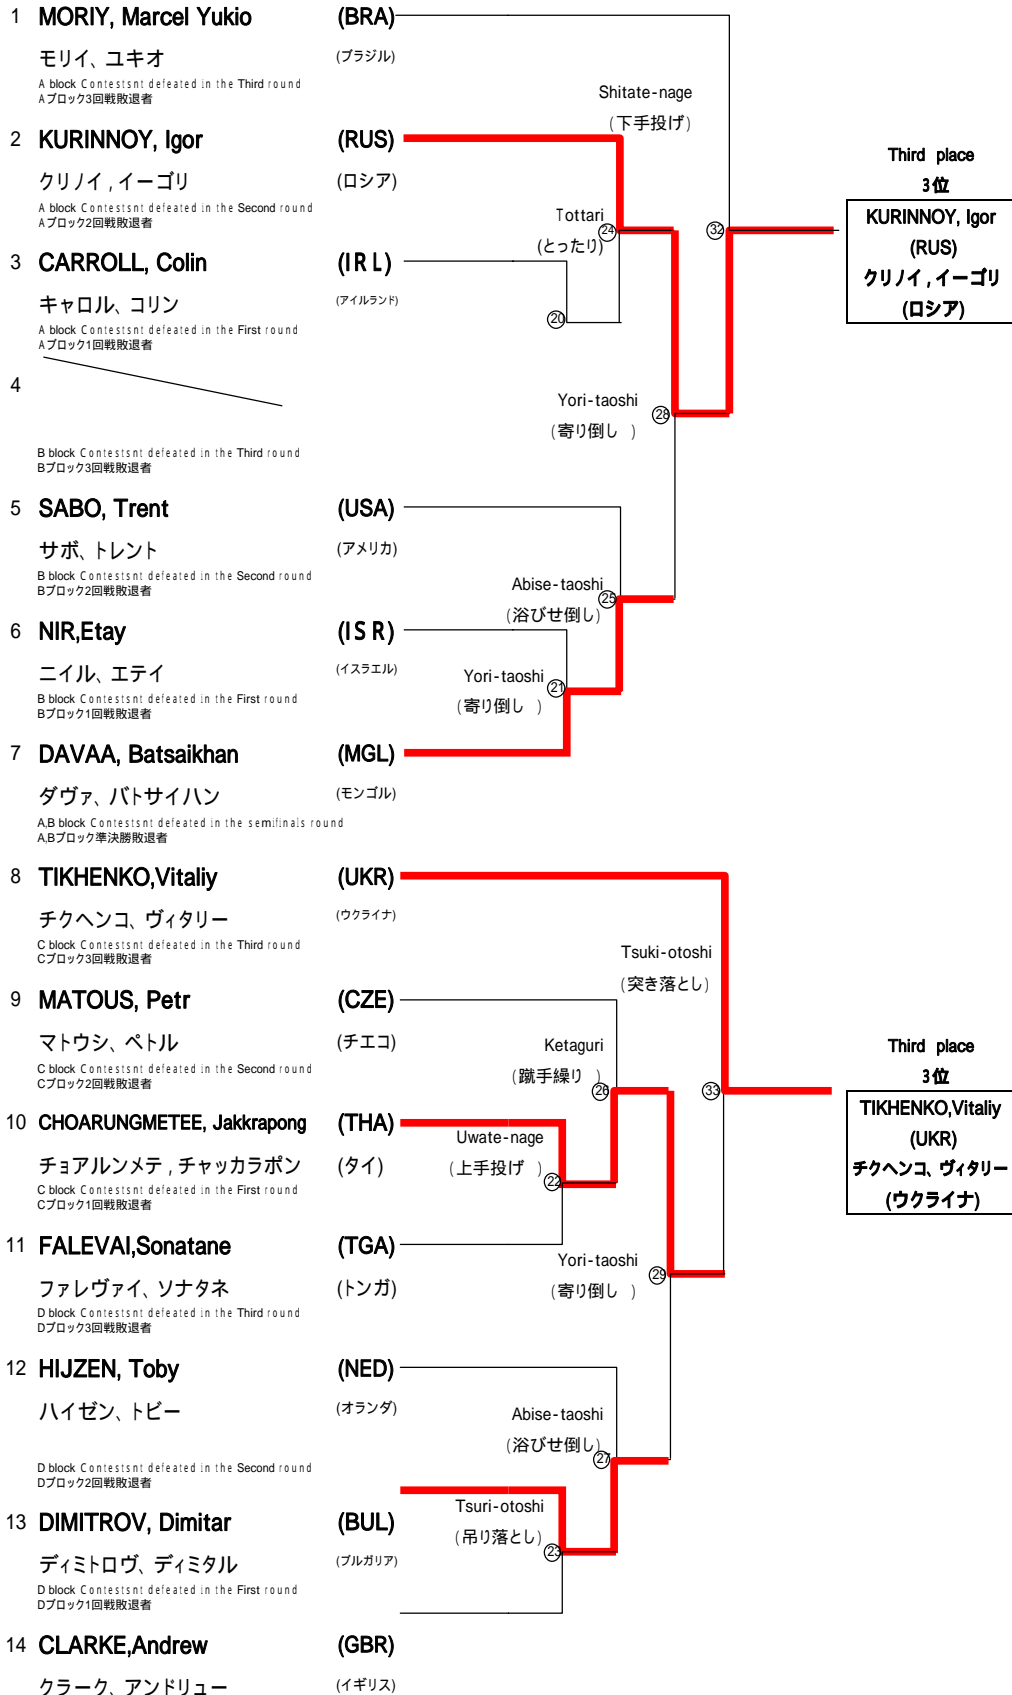 1 MORIY, Marcel Yukio (BRA)
モリイ、ユキオ (ブラジル)
A block Contestsnt defeated in the Third round
Aブロック3回戦敗退者
Shitate-nage
(下手投げ)
2 KURINNOY, Igor (RUS)
クリノイ , イーゴリ (ロシア)
A block Contestsnt defeated in the Second round
Aブロック2回戦敗退者
Third place
3位
KURINNOY, Igor
(RUS)
クリノイ , イーゴリ
(ロシア)
Tottari
(とったり)
24
32
3 CARROLL, Colin (IRL)
キャロル、コリン (アイルランド)
A block Contestsnt defeated in the First round
Aブロック1回戦敗退者
20
4
B block Contestsnt defeated in the Third round
Bブロック3回戦敗退者
Yori-taoshi
(寄り倒し )
28
5 SABO, Trent (USA)
サボ、トレント (アメリカ)
B block Contestsnt defeated in the Second round
Bブロック2回戦敗退者
Abise-taoshi
(浴びせ倒し)
25
6 NIR,Etay (ISR)
ニイル、エテイ (イスラエル)
B block Contestsnt defeated in the First round
Bブロック1回戦敗退者
Yori-taoshi
(寄り倒し )
21
7 DAVAA, Batsaikhan (MGL)
ダヴァ、バトサイハン (モンゴル)
A,B block Contestsnt defeated in the semifinals round
A,Bブロック準決勝敗退者
8 TIKHENKO,Vitaliy (UKR)
チクヘンコ、ヴィタリー (ウクライナ)
C block Contestsnt defeated in the Third round
Cブロック3回戦敗退者
Tsuki-otoshi
(突き落とし)
9 MATOUS, Petr (CZE)
マトウシ、ペトル (チエコ)
C block Contestsnt defeated in the Second round
Cブロック2回戦敗退者
Ketaguri
(蹴手繰り )
26
33
Third place
3位
TIKHENKO,Vitaliy
(UKR)
チクヘンコ、ヴィタリー
(ウクライナ)
10 CHOARUNGMETEE, Jakkrapong (THA)
チョアルンメテ , チャッカラポン (タイ)
C block Contestsnt defeated in the First round
Cブロック1回戦敗退者
Uwate-nage
(上手投げ )
22
11 FALEVAI,Sonatane (TGA)
ファレヴァイ、ソナタネ (トンガ)
D block Contestsnt defeated in the Third round
Dブロック3回戦敗退者
Yori-taoshi
(寄り倒し )
29
12 HIJZEN, Toby (NED)
ハイゼン、トビー (オランダ)
D block Contestsnt defeated in the Second round
Dブロック2回戦敗退者
Abise-taoshi
(浴びせ倒し)
27
13 DIMITROV, Dimitar (BUL)
ディミトロヴ、ディミタル (ブルガリア)
D block Contestsnt defeated in the First round
Dブロック1回戦敗退者
Tsuri-otoshi
(吊り落とし)
23
14 CLARKE,Andrew (GBR)
クラーク、アンドリュー (イギリス)